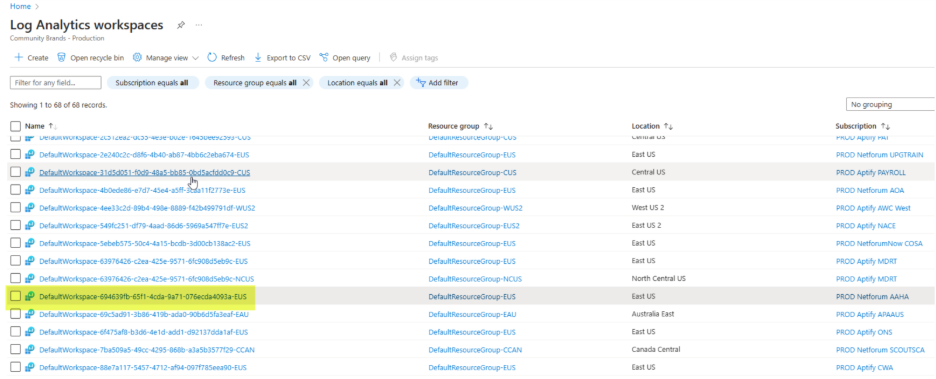 Home >
Log Analytics workspaces
Community Brands - Production
Create Open recycle bin Manage view Refresh Export to CSV Open query Assign tags
Filter for any field... Subscription equals all Resource group equals all Location equals all Add filter
Showing 1 to 68 of 68 records. No grouping
Name Resource group Location Subscription
DefaultResourceGroup-CUS Central US PROD Aptify PAT
DefaultWorkspace-2e240c2c-d8f6-4b40-ab87-4bb6c2eba674-EUS DefaultResourceGroup-EUS East US PROD Netforum UPGTRAIN
DefaultWorkspace-31d5d051-f0d9-48a5-bb85-0bd5acfdd0c9-CUS DefaultResourceGroup-CUS Central US PROD Aptify PAYROLL
DefaultResourceGroup-EUS East US PROD Netforum AOA
DefaultWorkspace-4ee33c2d-89b4-498e-8889-f42b499791df-WUS2 DefaultResourceGroup-WUS2 West US 2 PROD Aptify AWC West
DefaultWorkspace-549fc251-df79-4aad-86d6-5969a547ff7e-EUS2 DefaultResourceGroup-EUS2 East US 2 PROD Aptify NACE
DefaultWorkspace-5ebeb575-50c4-4a15-bcdb-3d00cb138ac2-EUS DefaultResourceGroup-EUS East US PROD NetforumNow COSA
DefaultWorkspace-63976426-c2ea-425e-9571-6fc908d5eb9c-EUS DefaultResourceGroup-EUS East US PROD Aptify MDRT
DefaultWorkspace-63976426-c2ea-425e-9571-6fc908d5eb9c-NCUS DefaultResourceGroup-NCUS North Central US PROD Aptify MDRT
DefaultWorkspace-694639fb-65f1-4cda-9a71-076ecda4093a-EUS DefaultResourceGroup-EUS East US PROD Netforum AAHA
DefaultWorkspace-69c5ad91-3b86-419b-ada0-90b6d5fa3eaf-EAU DefaultResourceGroup-EAU Australia East PROD Aptify APAAUS
DefaultWorkspace-6f475af8-b3d6-4e1d-add1-d92137dda1af-EUS DefaultResourceGroup-EUS East US PROD Aptify ONS
DefaultWorkspace-7ba509a5-49cc-4295-868b-a3a5b3577f29-CCAN DefaultResourceGroup-CCAN Canada Central PROD Netforum SCOUTSCA
DefaultWorkspace-88e7a117-5457-4712-af94-097f785eea90-EUS DefaultResourceGroup-EUS East US PROD Aptify CWA